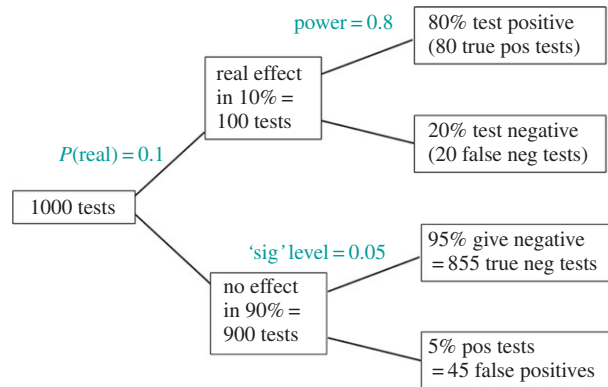 power = 0.8
80% test positive
(80 true pos tests)
real effect
in 10% =
100 tests
20% test negative
(20 false neg tests)
P(real) = 0.1
1000 tests
'sig' level = 0.05
95% give negative
= 855 true neg tests
no effect
in 90% =
900 tests
5% pos tests
= 45 false positives